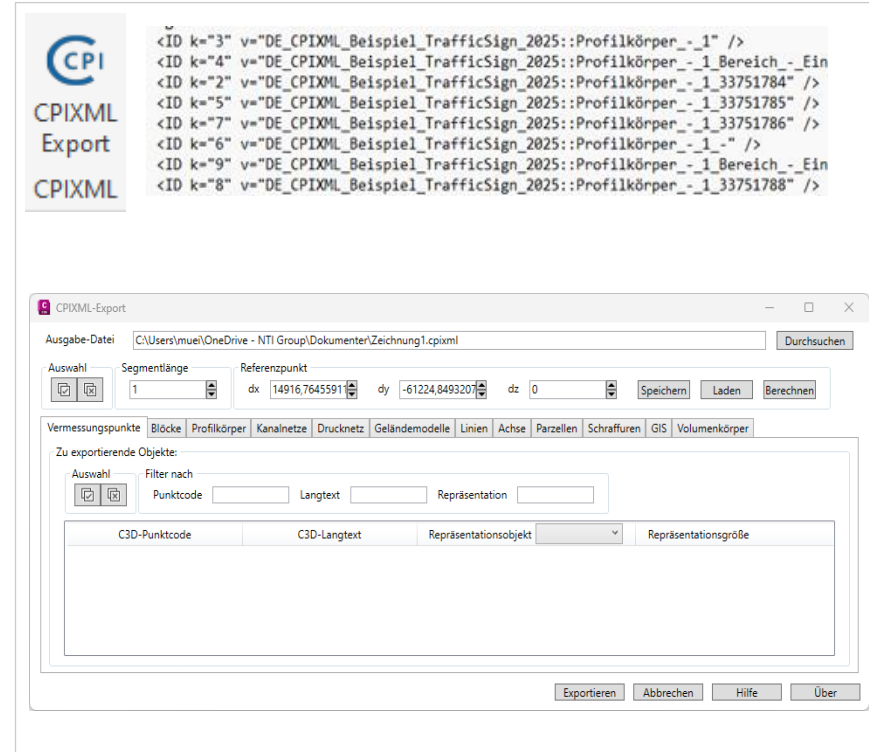 CPI
CPIXML
Export
CPIXML
<ID k="3" v="DE_CPIXML_Beispiel_TrafficSign_2025::Profilkörper_-_1" />
<ID k="4" v="DE_CPIXML_Beispiel_TrafficSign_2025::Profilkörper_-_1_Bereich_-_Ein
<ID k="2" v="DE_CPIXML_Beispiel_TrafficSign_2025::Profilkörper_-_1_33751784" />
<ID k="5" v="DE_CPIXML_Beispiel_TrafficSign_2025::Profilkörper_-_1_33751785" />
<ID k="7" v="DE_CPIXML_Beispiel_TrafficSign_2025::Profilkörper_-_1_33751786" />
<ID k="6" v="DE_CPIXML_Beispiel_TrafficSign_2025::Profilkörper_-_1_-" />
<ID k="9" v="DE_CPIXML_Beispiel_TrafficSign_2025::Profilkörper_-_1_Bereich_-_Ein
<ID k="8" v="DE_CPIXML_Beispiel_TrafficSign_2025::Profilkörper_-_1_33751788" />
CPIXML-Export
Ausgabe-Datei C:\Users\muei\OneDrive - NTI Group\Dokumenter\Zeichnung1.cpixml Durchsuchen
Auswahl Segmentlänge Referenzpunkt
1 dx 14916,76455911 dy -61224,8493207 dz 0 Speichern Laden Berechnen
Vermessungspunkte Blöcke Profilkörper Kanalnetze Drucknetz Geländemodelle Linien Achse Parzellen Schraffuren GIS Volumenkörper
Zu exportierende Objekte:
Auswahl Filter nach
Punktcode Langtext Repräsentation
C3D-Punktcode C3D-Langtext Repräsentationsobjekt Repräsentationsgröße
Exportieren Abbrechen Hilfe Über